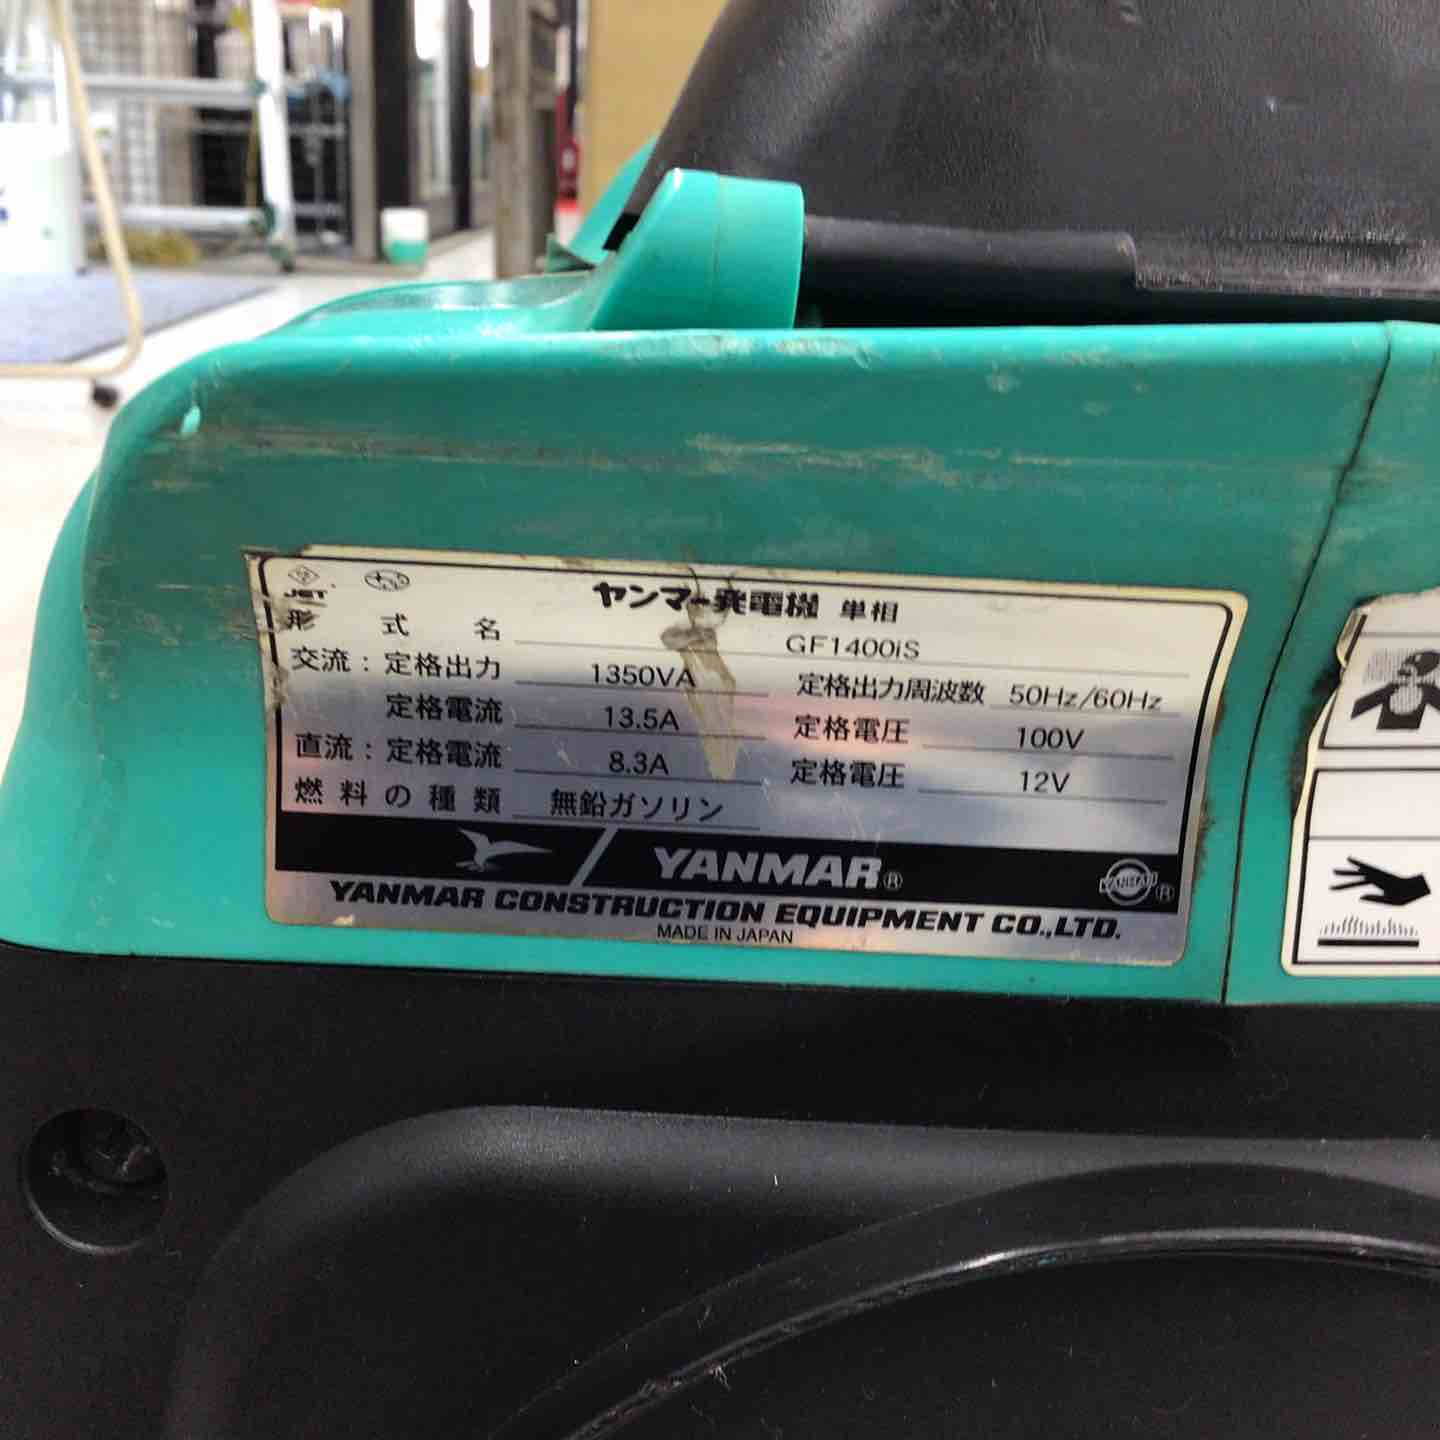 JET
ヤンマー発電機 単相
形式名 GF1400iS
交流：定格出力 1350VA 定格出力周波数 50Hz/60Hz
定格電流 13.5A 定格電圧 100V
直流：定格電流 8.3A 定格電圧 12V
燃料の種類 無鉛ガソリン
YANMAR®
YANMAR ®
YANMAR CONSTRUCTION EQUIPMENT CO.,LTD.
MADE IN JAPAN